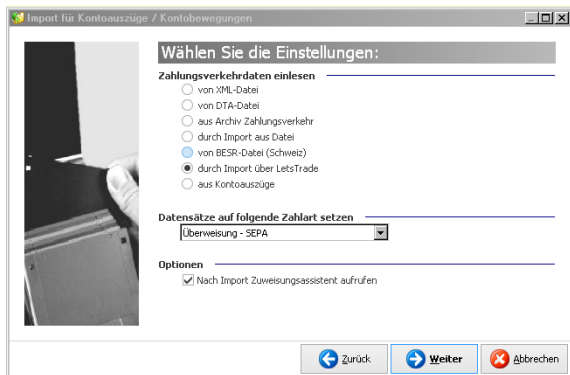 Import für Kontoauszüge / Kontobewegungen
Wählen Sie die Einstellungen:
Zahlungsverkehrdaten einlesen
von XML-Datei
von DTA-Datei
aus Archiv Zahlungsverkehr
durch Import aus Datei
von BESR-Datei (Schweiz)
durch Import über LetsTrade
aus Kontoauszüge
Datensätze auf folgende Zahlart setzen
Überweisung - SEPA
Optionen
Nach Import Zuweisungsassistent aufrufen
Zurück Weiter Abbrechen